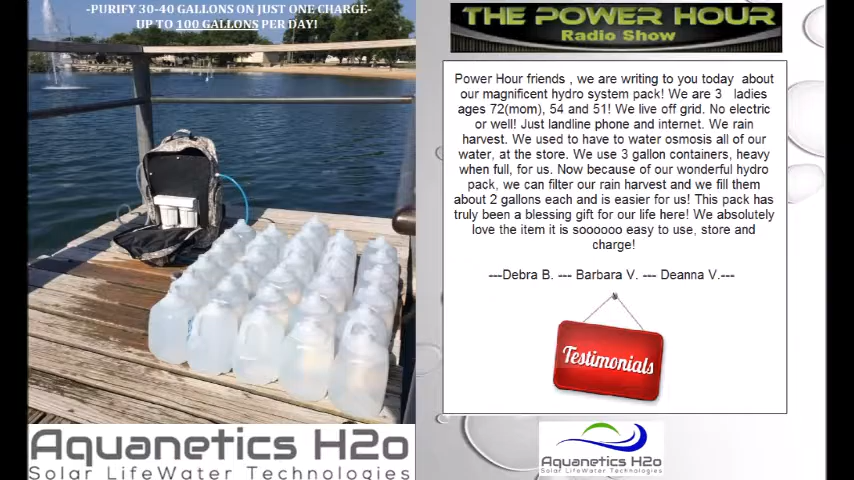 -PURIFY 30-40 GALLONS ON JUST ONE CHARGE-
UP TO 100 GALLONS PER DAY!
Aquanetics H2o
Solar LifeWater Technologies
THE POWER HOUR
Radio Show
Power Hour friends , we are writing to you today about
our magnificent hydro system pack! We are 3 ladies
ages 72(mom), 54 and 51! We live off grid. No electric
or well! Just landline phone and internet. We rain
harvest. We used to have to water osmosis all of our
water, at the store. We use 3 gallon containers, heavy
when full, for us. Now because of our wonderful hydro
pack, we can filter our rain harvest and we fill them
about 2 gallons each and is easier for us! This pack has
truly been a blessing gift for our life here! We absolutely
love the item it is soooooo easy to use, store and
charge!
---Debra B. --- Barbara V. --- Deanna V.---
Testimonials
Aquanetics H2o
Solar LifeWater Technologies